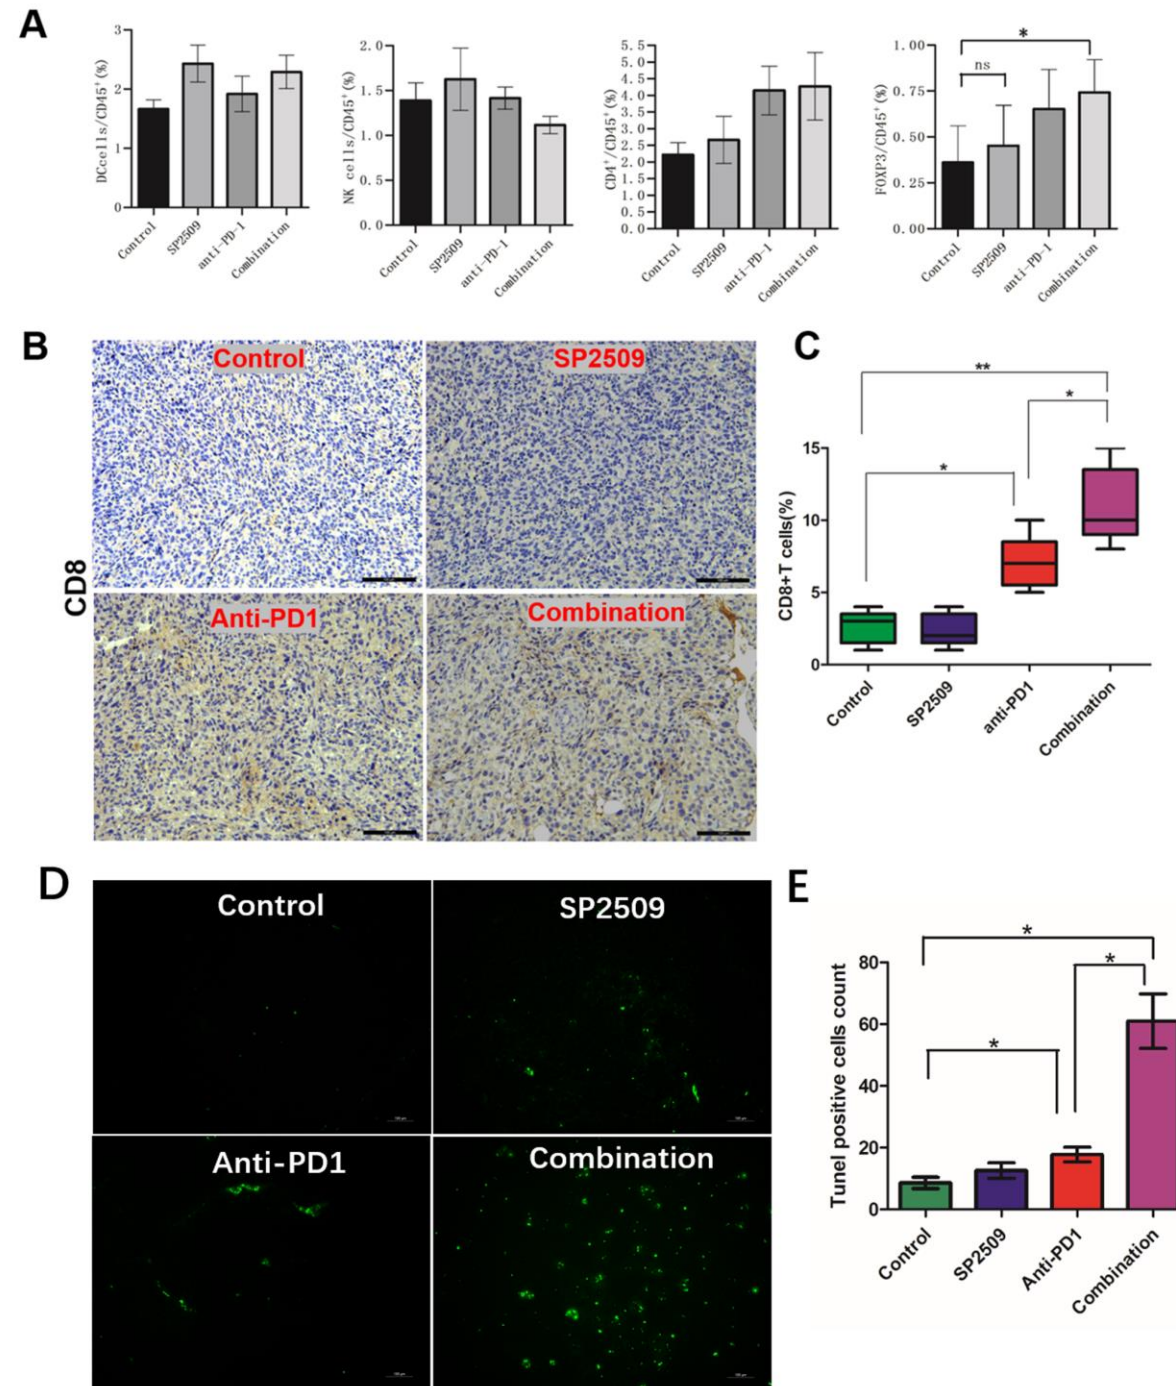 A
DCcells/CD45⁺(%)
3
2
1
0
Control
SP2509
anti-PD-1
Combination
NK cells/CD45⁺(%)
2.0
1.5
1.0
0.5
0.0
Control
SP2509
anti-PD-1
Combination
CD4⁺/CD45⁺(%)
5.5
5.0
4.5
4.0
3.5
3.0
2.5
2.0
1.5
1.0
0.5
0.0
Control
SP2509
anti-PD-1
Combination
FOXP3/CD45⁺(%)
1.00
0.75
0.50
0.25
0.00
*
ns
Control
SP2509
anti-PD-1
Combination
B
CD8
Control
SP2509
Anti-PD1
Combination
C
**
*
*
CD8+T cells(%)
15
10
5
0
Control
SP2509
anti-PD1
Combination
D
Control
SP2509
Anti-PD1
Combination
E
*
*
*
Tunel positive cells count
80
60
40
20
0
Control
SP2509
Anti-PD1
Combination